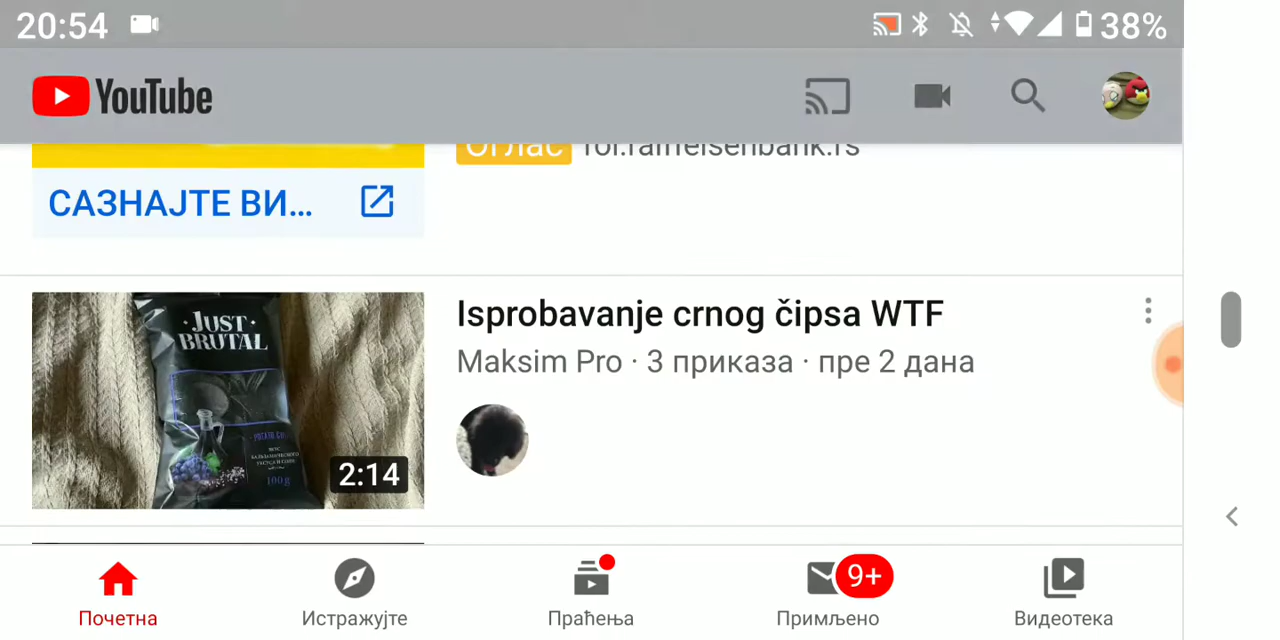 20:54
38%
YouTube
Оглас
САЗНАЈТЕ ВИ...
JUST
BRUTAL
100g
2:14
Isprobavanje crnog čipsa WTF
Maksim Pro · 3 приказа · пре 2 дана
Почетна
Истражујте
Праћења
9+
Примљено
Видеотека